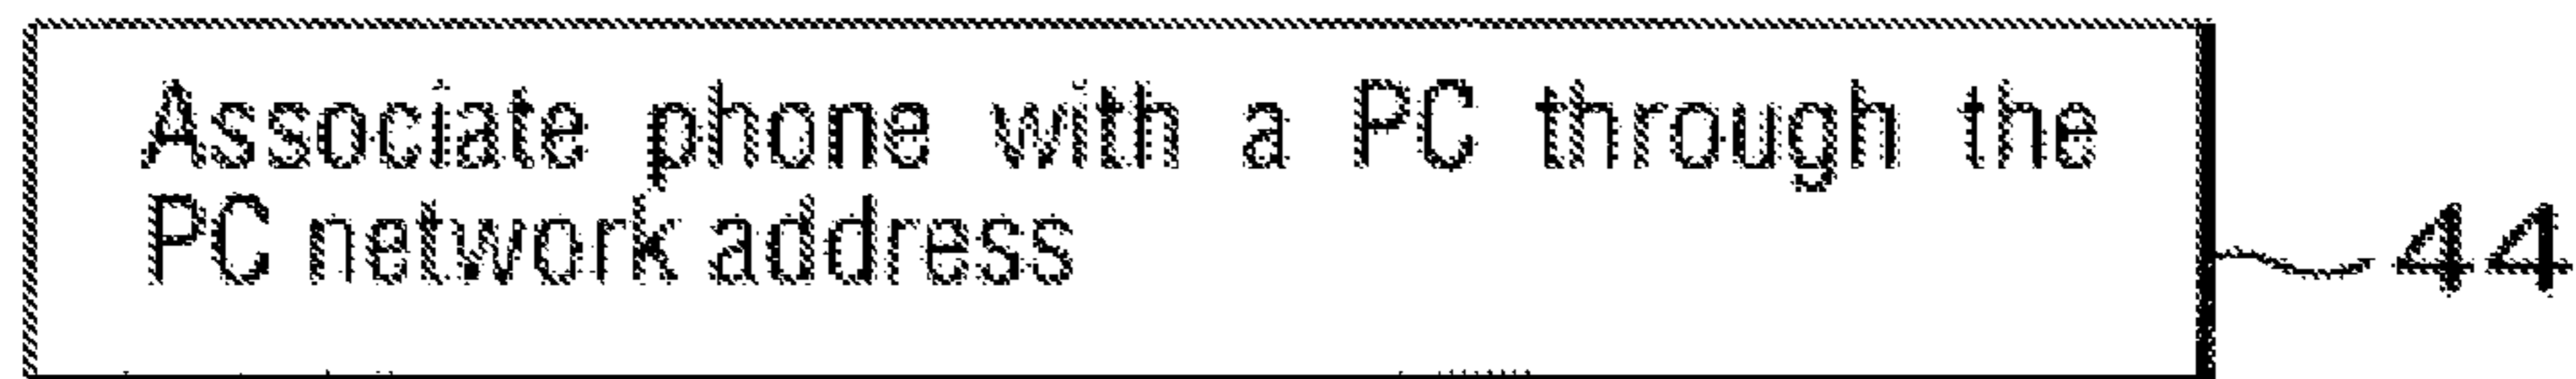 Associate phone with a PC through the
PC network address
44